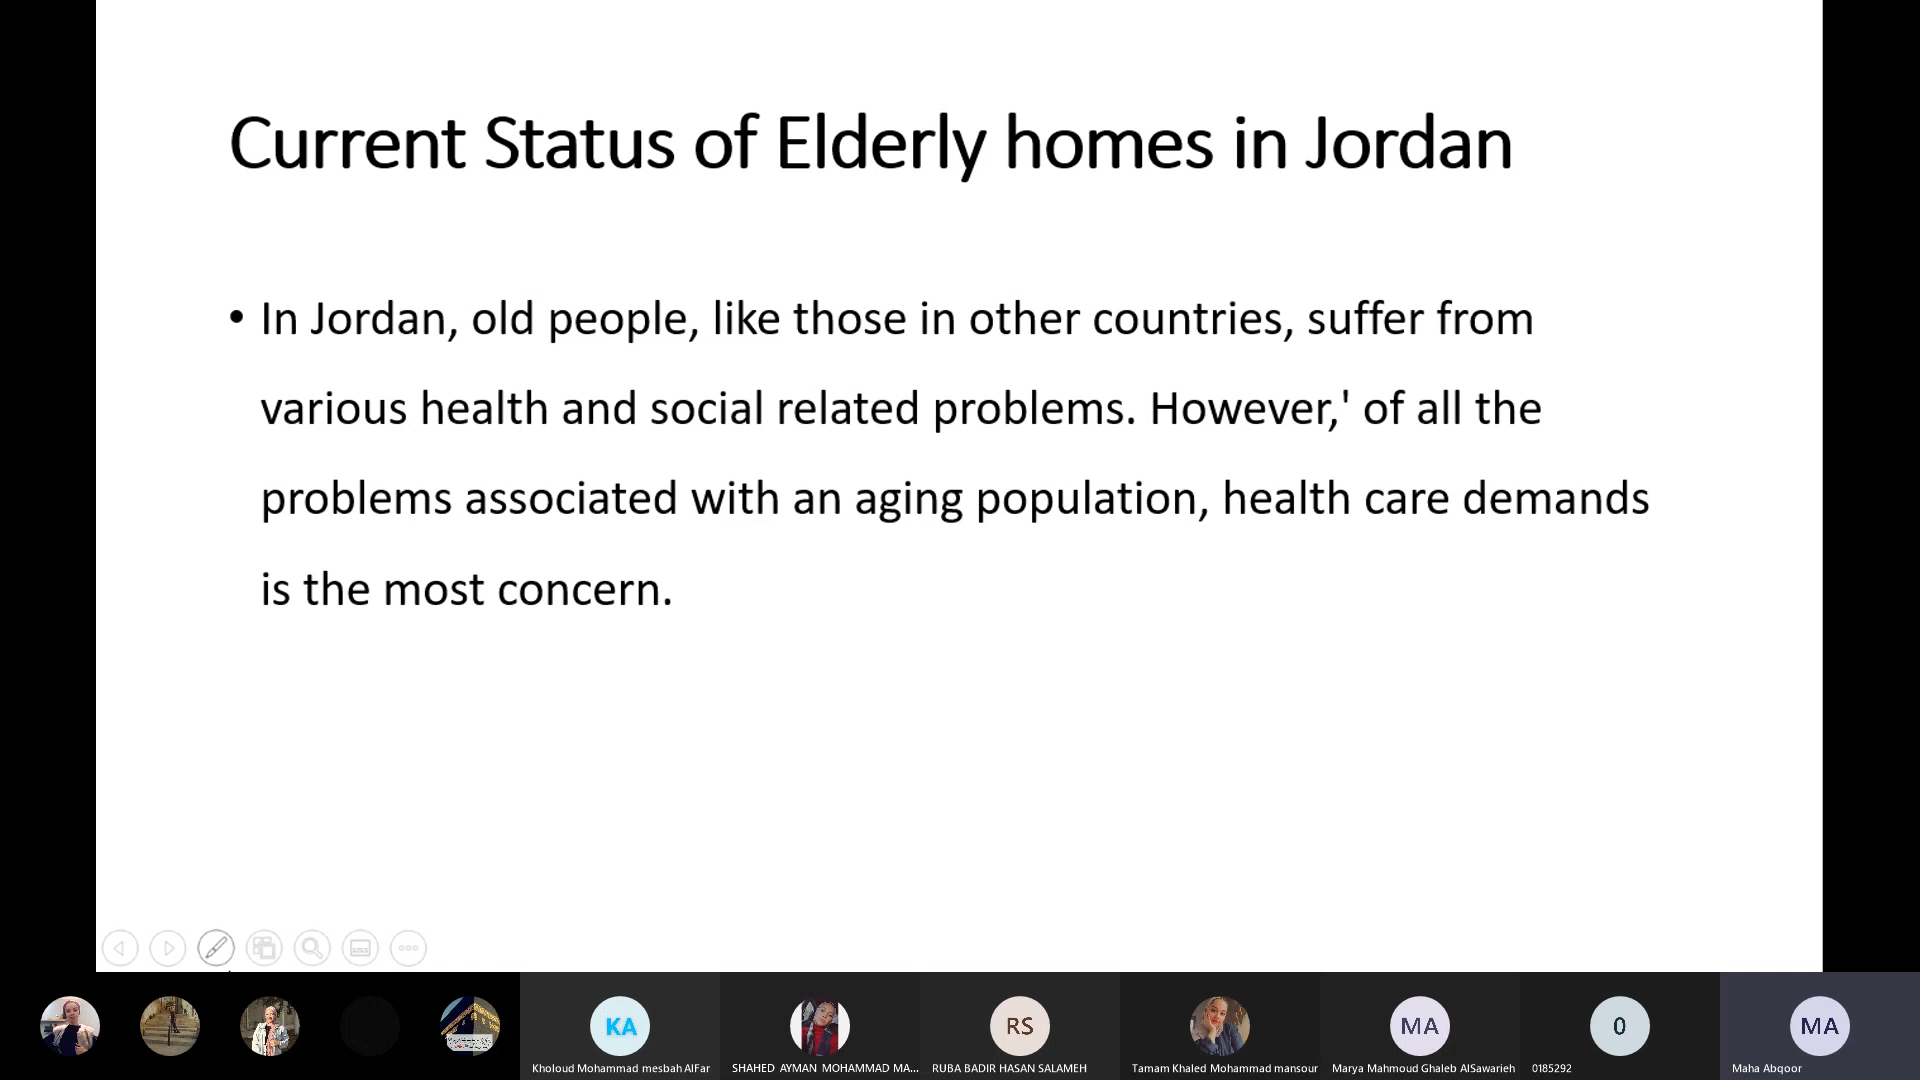 Current Status of Elderly homes in Jordan
• In Jordan, old people, like those in other countries, suffer from
various health and social related problems. However,' of all the
problems associated with an aging population, health care demands
is the most concern.
KA
RS
MA
0
MA
Kholoud Mohammad mesbah AlFar
SHAHED AYMAN MOHAMMAD MA...
RUBA BADIR HASAN SALAMEH
Tamam Khaled Mohammad mansour
Marya Mahmoud Ghaleb AlSawarieh
0185292
Maha Abqoor